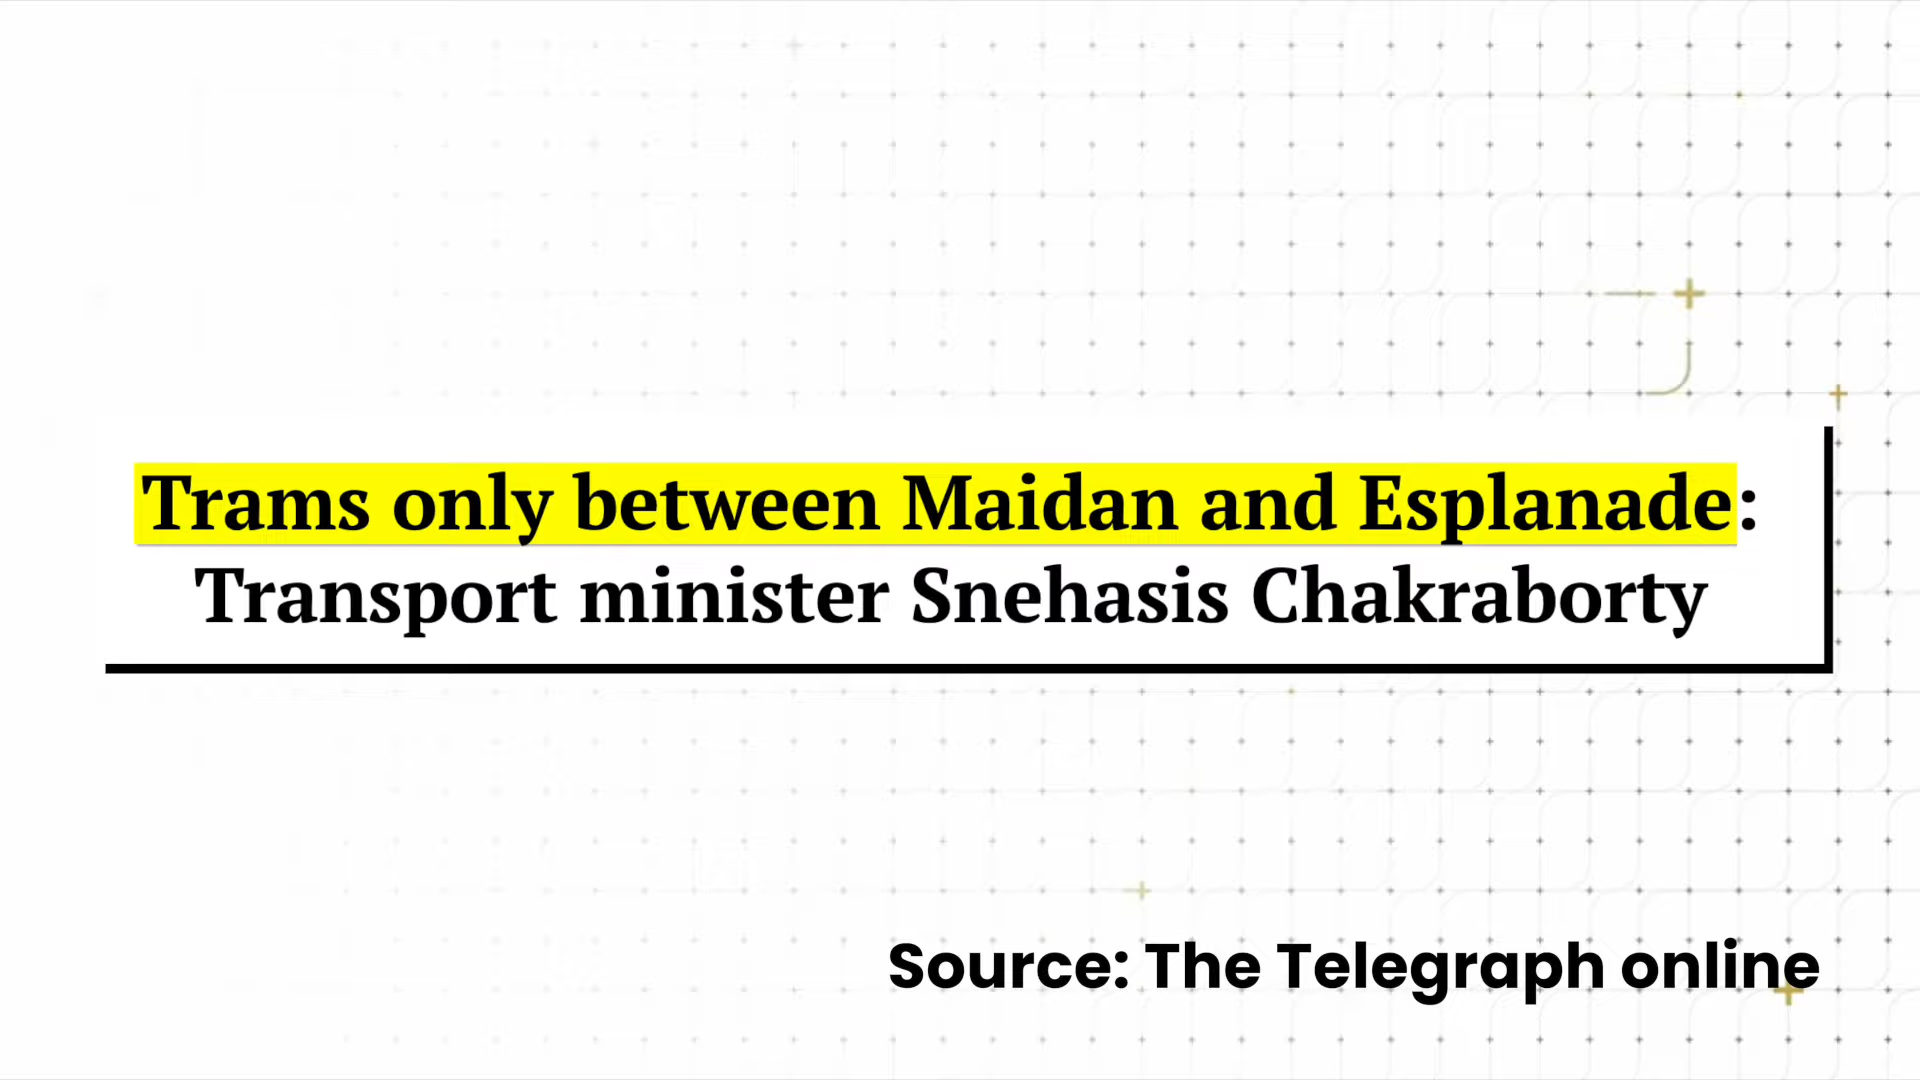 Trams only between Maidan and Esplanade:
Transport minister Snehasis Chakraborty
Source: The Telegraph online